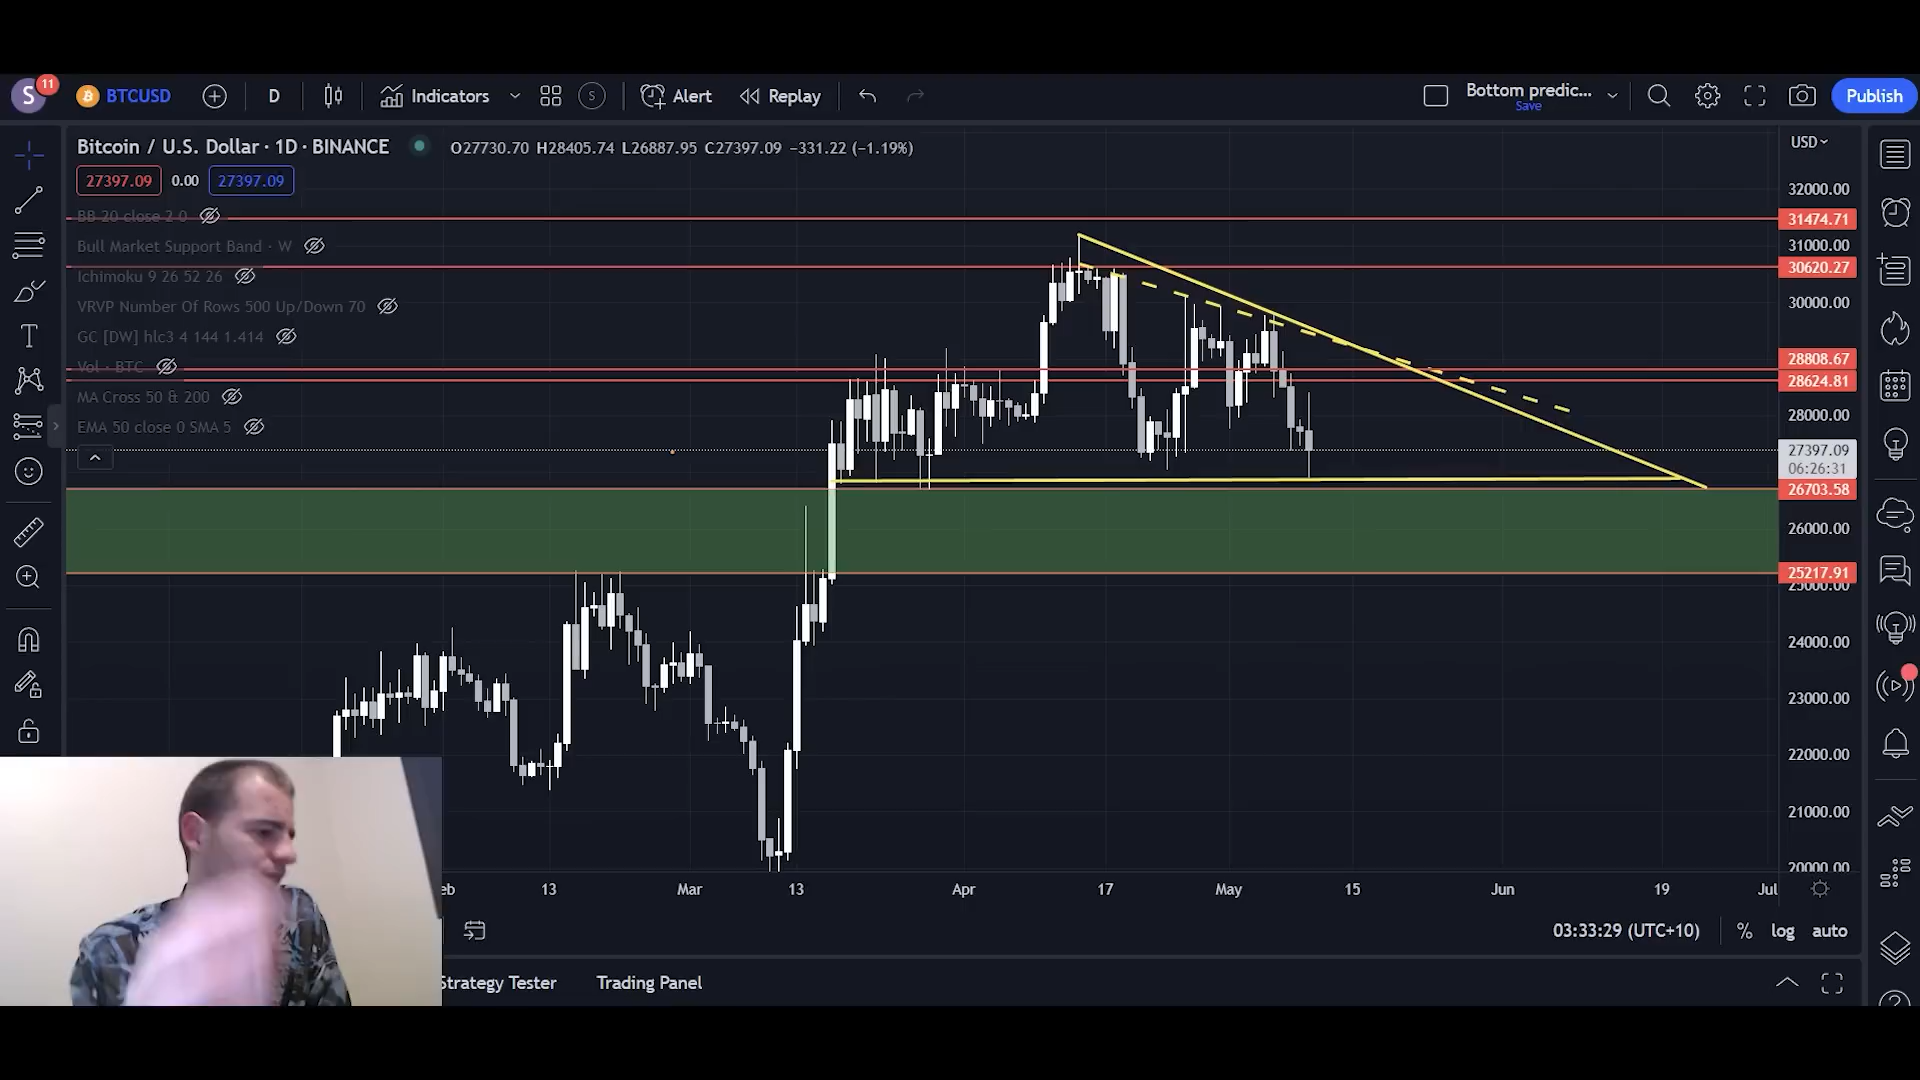 S 11 BTCUSD D Indicators S Alert Replay Bottom predic... Save Publish
Bitcoin / U.S. Dollar · 1D · BINANCE O27730.70 H28405.74 L26887.95 C27397.09 −331.22 (−1.19%)
USD
27397.09 0.00 27397.09
BB 20 close 2 0
Bull Market Support Band · W
Ichimoku 9 26 52 26
VRVP Number Of Rows 500 Up/Down 70
GC [DW] hlc3 4 144 1.414
Vol · BTC
MA Cross 50 & 200
EMA 50 close 0 SMA 5
32000.00
31474.71
31000.00
30620.27
30000.00
28808.67
28624.81
28000.00
27397.09
06:26:31
26703.58
26000.00
25217.91
25000.00
24000.00
23000.00
22000.00
21000.00
20000.00
eb 13 Mar 13 Apr 17 May 15 Jun 19 Jul
03:33:29 (UTC+10) % log auto
Strategy Tester Trading Panel